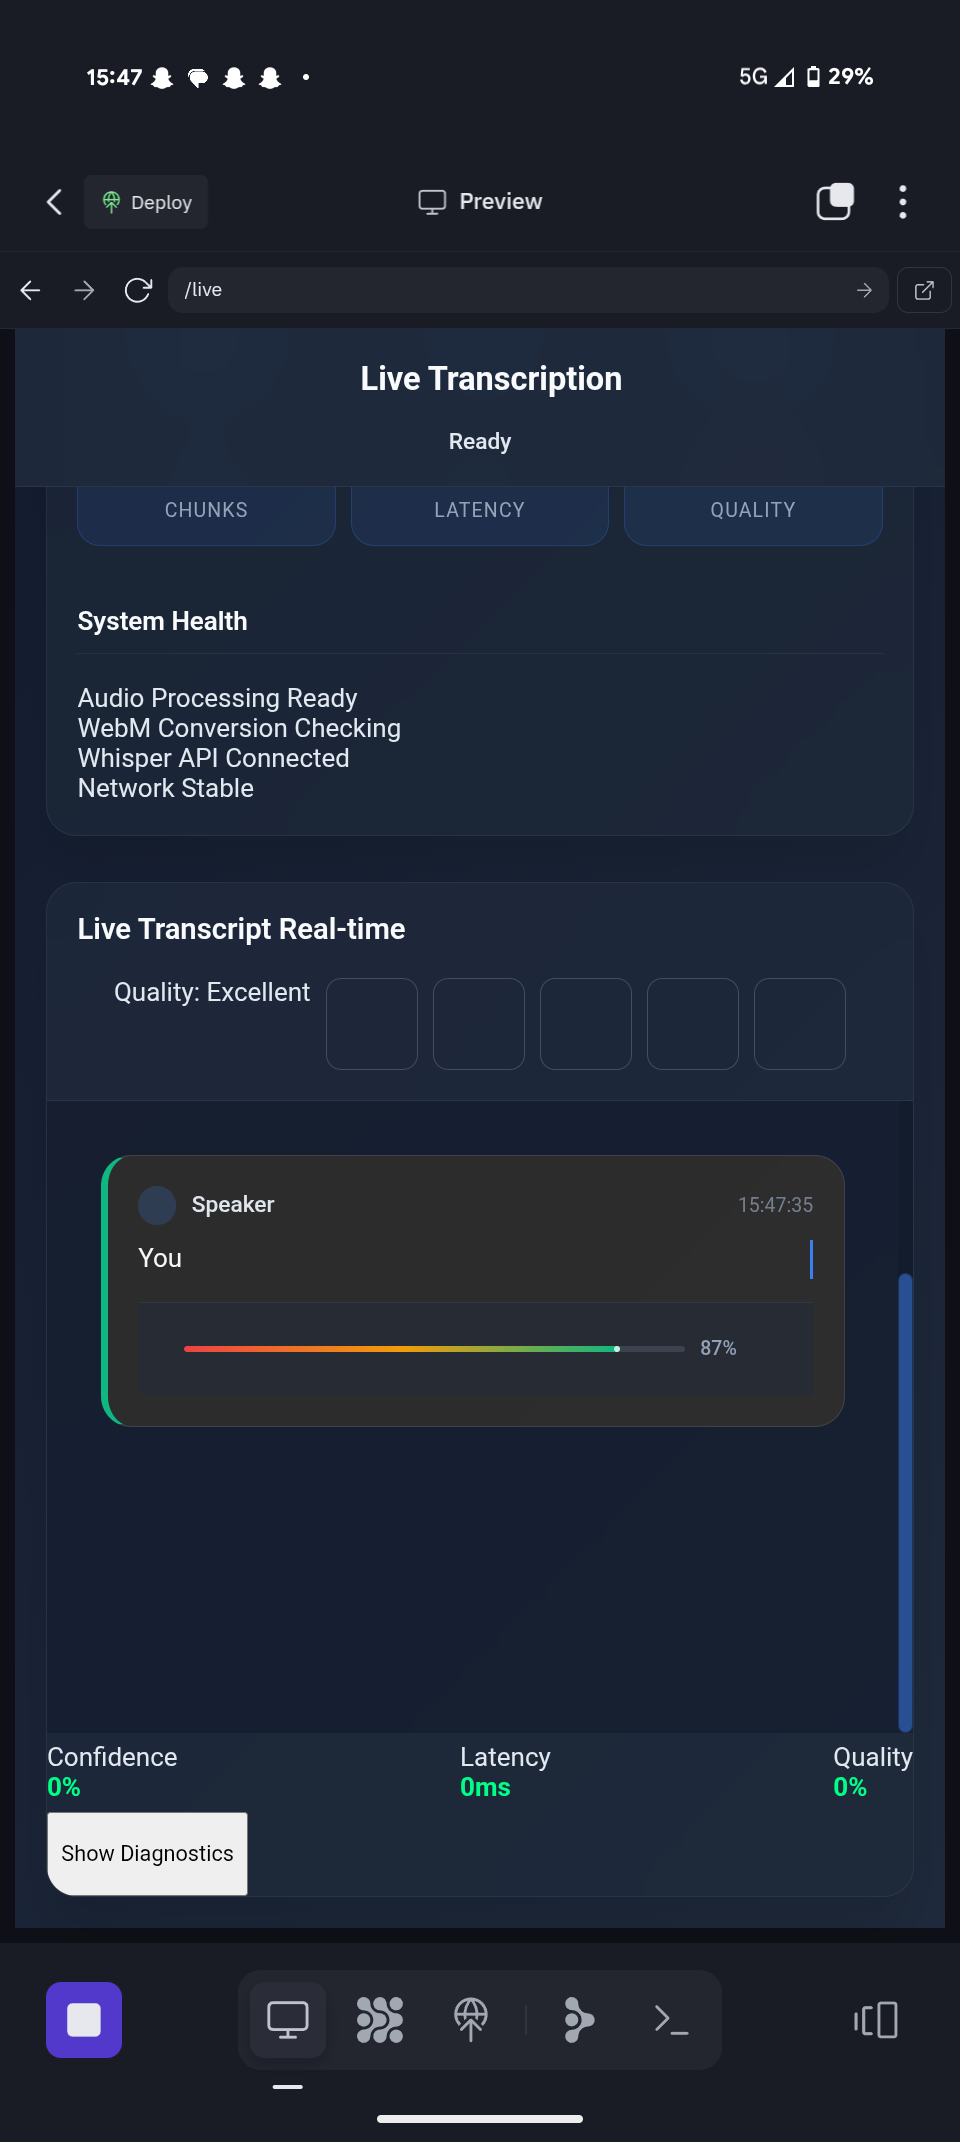 15:47
5G 29%
Deploy
Preview
/live
Live Transcription
Ready
CHUNKS
LATENCY
QUALITY
System Health
Audio Processing Ready
WebM Conversion Checking
Whisper API Connected
Network Stable
Live Transcript Real-time
Quality: Excellent
Speaker
15:47:35
You
87%
Confidence
0%
Latency
0ms
Quality
0%
Show Diagnostics